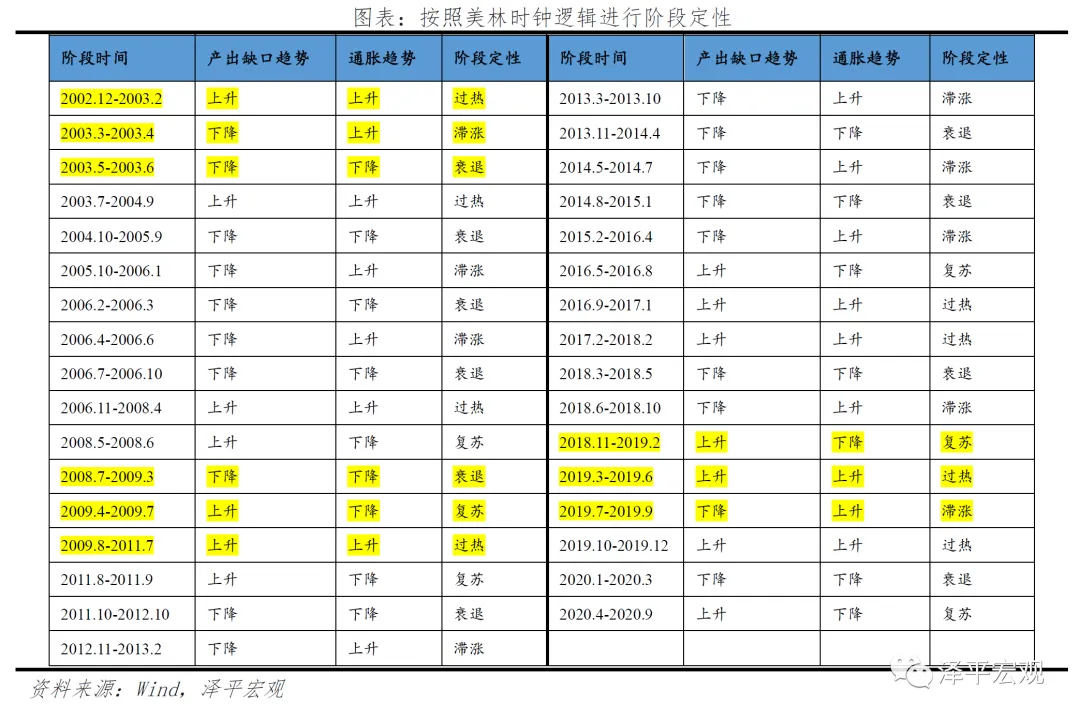 图表：按照美林时钟逻辑进行阶段定性
阶段时间 产出缺口趋势 通胀趋势 阶段定性 阶段时间 产出缺口趋势 通胀趋势 阶段定性
2002.12-2003.2 上升 上升 过热 2013.3-2013.10 下降 上升 滞涨
2003.3-2003.4 下降 上升 滞涨 2013.11-2014.4 下降 下降 衰退
2003.5-2003.6 下降 下降 衰退 2014.5-2014.7 下降 上升 滞涨
2003.7-2004.9 上升 上升 过热 2014.8-2015.1 下降 下降 衰退
2004.10-2005.9 下降 下降 衰退 2015.2-2016.4 下降 上升 滞涨
2005.10-2006.1 下降 上升 滞涨 2016.5-2016.8 上升 下降 复苏
2006.2-2006.3 下降 下降 衰退 2016.9-2017.1 上升 上升 过热
2006.4-2006.6 下降 上升 滞涨 2017.2-2018.2 上升 上升 过热
2006.7-2006.10 下降 下降 衰退 2018.3-2018.5 下降 下降 衰退
2006.11-2008.4 上升 上升 过热 2018.6-2018.10 下降 上升 滞涨
2008.5-2008.6 上升 下降 复苏 2018.11-2019.2 上升 下降 复苏
2008.7-2009.3 下降 下降 衰退 2019.3-2019.6 上升 上升 过热
2009.4-2009.7 上升 下降 复苏 2019.7-2019.9 下降 上升 滞涨
2009.8-2011.7 上升 上升 过热 2019.10-2019.12 上升 上升 过热
2011.8-2011.9 上升 下降 复苏 2020.1-2020.3 下降 下降 衰退
2011.10-2012.10 下降 下降 衰退 2020.4-2020.9 上升 下降 复苏
2012.11-2013.2 下降 上升 滞涨
泽平宏观
资料来源：Wind，泽平宏观